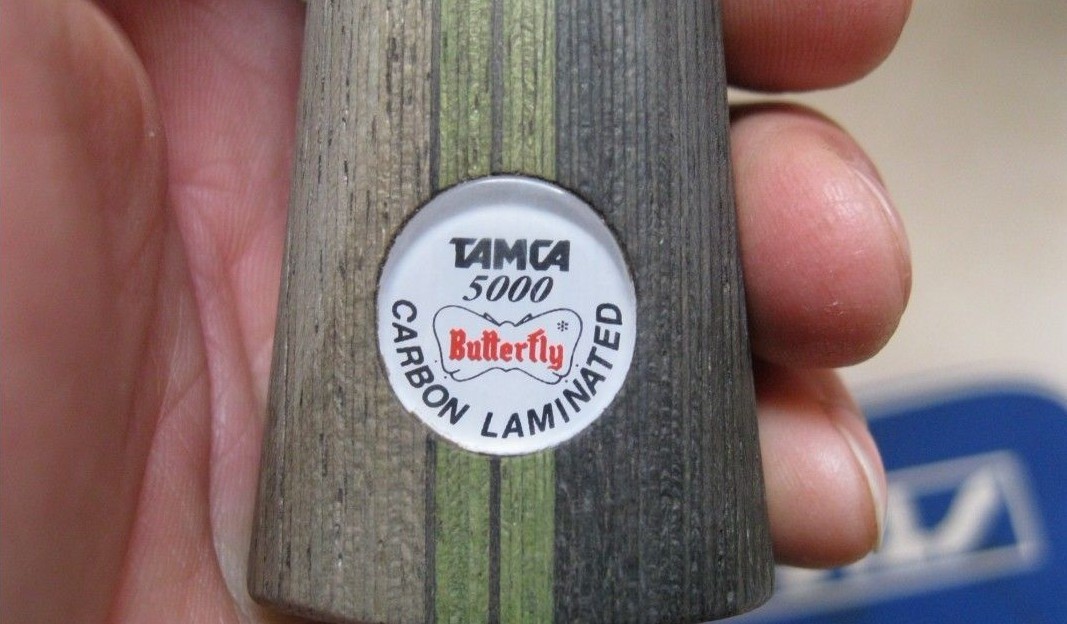 TAMCA
5000
Butterfly*
CARBON LAMINATED